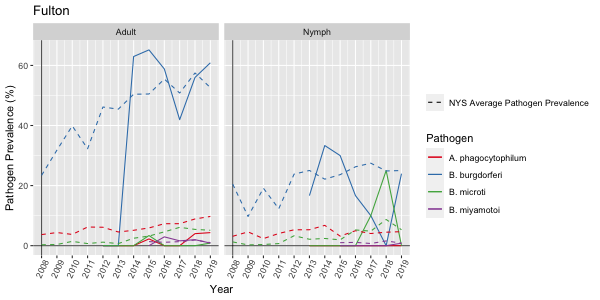 Fulton
Adult
Nymph
Pathogen Prevalence (%)
60
40
20
0
2008 2009 2010 2011 2012 2013 2014 2015 2016 2017 2018 2019
2008 2009 2010 2011 2012 2013 2014 2015 2016 2017 2018 2019
Year
NYS Average Pathogen Prevalence
Pathogen
A. phagocytophilum
B. burgdorferi
B. microti
B. miyamotoi